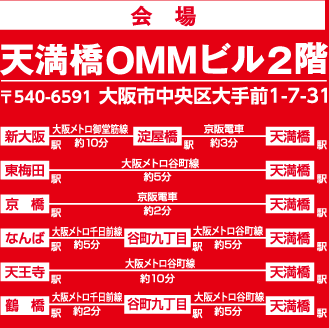 会場
天満橋OMMビル2階
〒540-6591 大阪市中央区大手前1-7-31
新大阪駅 大阪メトロ御堂筋線 約10分 淀屋橋駅 京阪電車 約3分 天満橋駅
東梅田駅 大阪メトロ谷町線 約5分 天満橋駅
京橋駅 京阪電車 約2分 天満橋駅
なんば駅 大阪メトロ千日前線 約5分 谷町九丁目駅 大阪メトロ谷町線 約5分 天満橋駅
天王寺駅 大阪メトロ谷町線 約10分 天満橋駅
鶴橋駅 大阪メトロ千日前線 約2分 谷町九丁目駅 大阪メトロ谷町線 約5分 天満橋駅